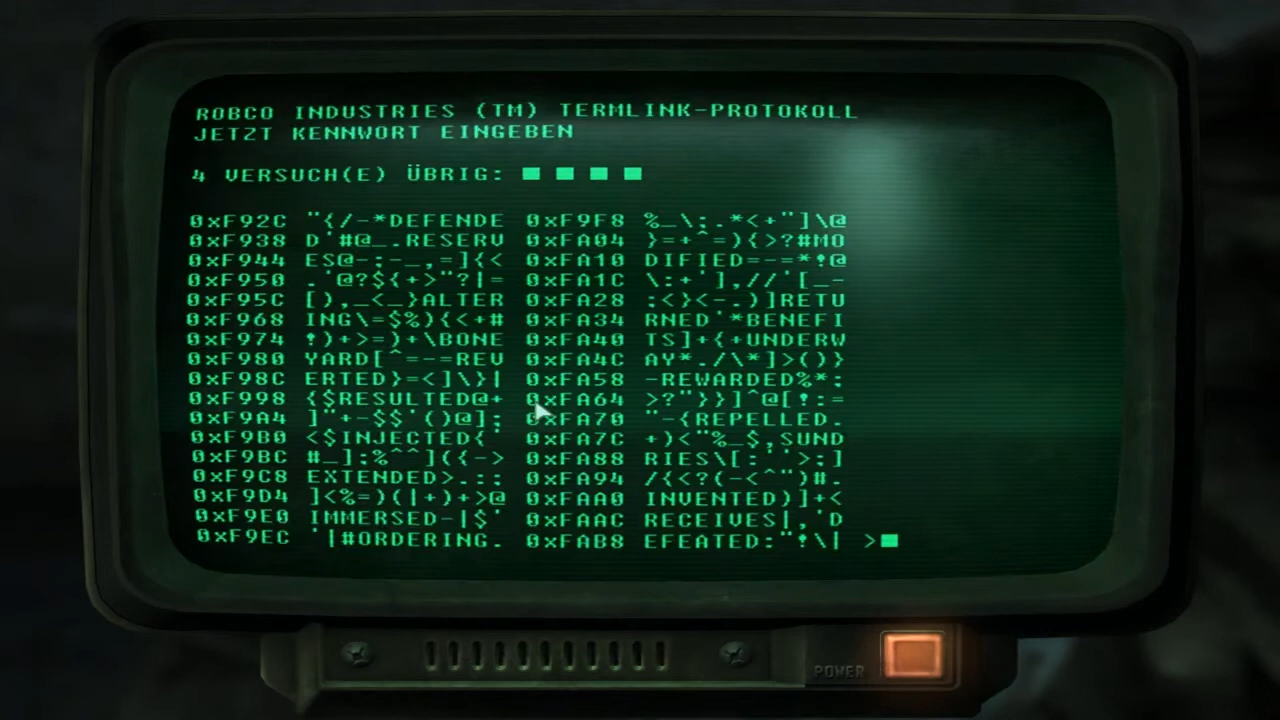 ROBCO INDUSTRIES (TM) TERMLINK-PROTOKOLL
JETZT KENNWORT EINGEBEN
4 VERSUCH(E) ÜBRIG: ■ ■ ■ ■
0xF92C "{/-*DEFENDE 0xF9F8 %_\;.*<+"]\@
0xF938 D'#@_.RESERV 0xFA04 }=+^=){>?#MO
0xF944 ES@-;-_,=]{< 0xFA10 DIFIED=-=*!@
0xF950 .'@?${+>"?|= 0xFA1C \:+'],//'[_-
0xF95C [),_<_}ALTER 0xFA28 ;<}<-.)]RETU
0xF968 ING\=$%){<+# 0xFA34 RNED'*BENEFI
0xF974 !)+>=)+\BONE 0xFA40 TS]+{+UNDERW
0xF980 YARD[^=-=REV 0xFA4C AY*./\*]>()}
0xF98C ERTED}=<]\}| 0xFA58 -REWARDED%*:
0xF998 {$RESULTED@+ 0xFA64 >?"}}]^@[!:=
0xF9A4 ]"+-$$'()@]; 0xFA70 "-{REPELLED.
0xF9B0 <$INJECTED{' 0xFA7C +)<"%_$,SUND
0xF9BC #_]:%^^]({-> 0xFA88 RIES\[:''>;]
0xF9C8 EXTENDED>.:: 0xFA94 /{<?(-<^")#.
0xF9D4 ]<%=)(|+)+>@ 0xFAA0 INVENTED)]+<
0xF9E0 IMMERSED-|$' 0xFAAC RECEIVES|,'D
0xF9EC '|#ORDERING. 0xFAB8 EFEATED:"!\| >■
POWER